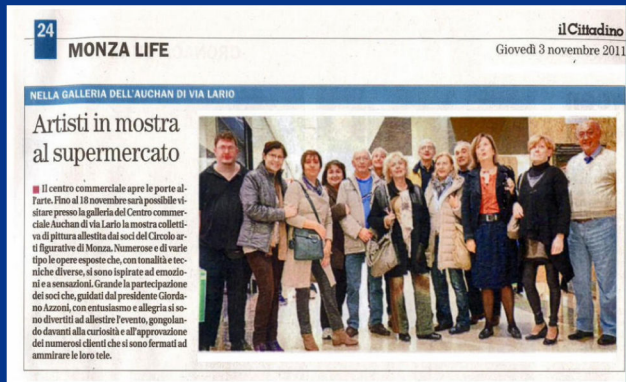 24
MONZA LIFE
il Cittadino
Giovedì 3 novembre 2011
NELLA GALLERIA DELL'AUCHAN DI VIA LARIO
Artisti in mostra
al supermercato
Il centro commerciale apre le porte al-
l'arte. Fino al 18 novembre sarà possibile vi-
sitare presso la galleria del Centro commer-
ciale Auchan di via Lario la mostra colletti-
va di pittura allestita dai soci del Circolo ar-
ti figurative di Monza. Numerose e di vario
tipo le opere esposte che, con tonalità e tec-
niche diverse, si sono ispirate ad emozio-
ni e a sensazioni. Grande la partecipazione
dei soci che, guidati dal presidente Giorda-
no Azzoni, con entusiasmo e allegria si so-
no divertiti ad allestire l'evento, gongolan-
do davanti alla curiosità e all'approvazione
dei numerosi clienti che si sono fermati ad
ammirare le loro tele.